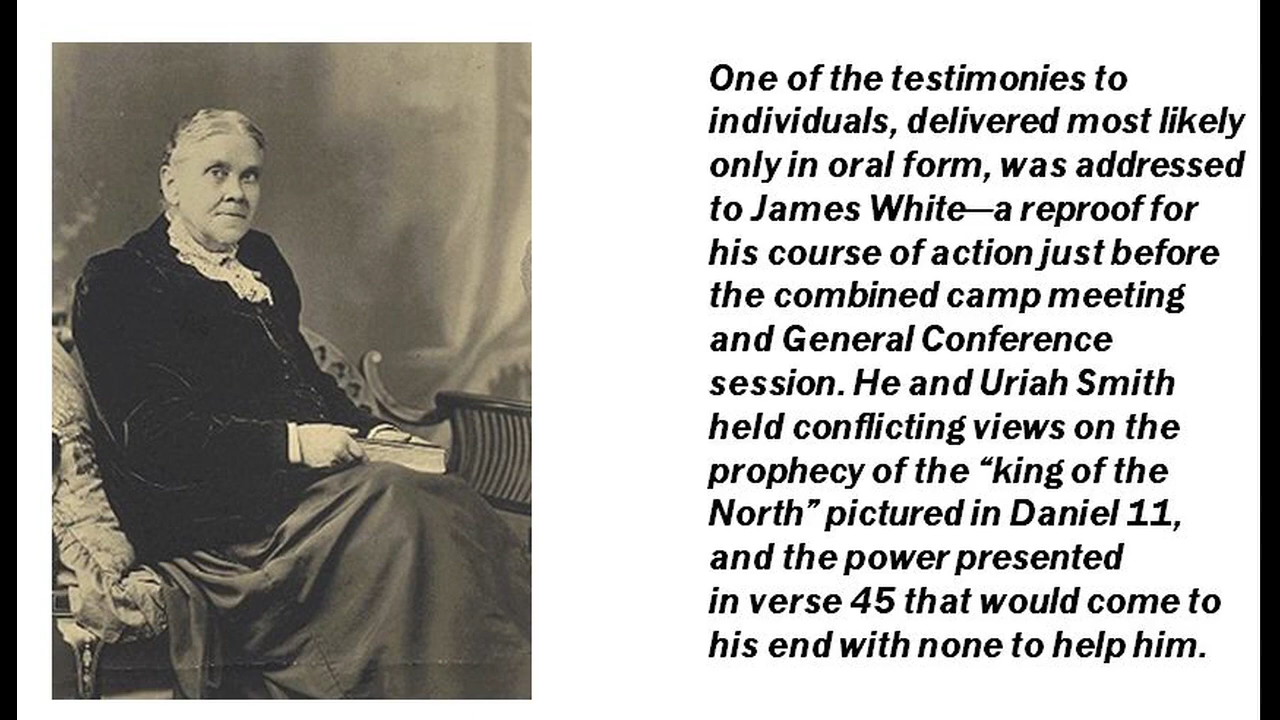 One of the testimonies to
individuals, delivered most likely
only in oral form, was addressed
to James White—a reproof for
his course of action just before
the combined camp meeting
and General Conference
session. He and Uriah Smith
held conflicting views on the
prophecy of the “king of the
North” pictured in Daniel 11,
and the power presented
in verse 45 that would come to
his end with none to help him.